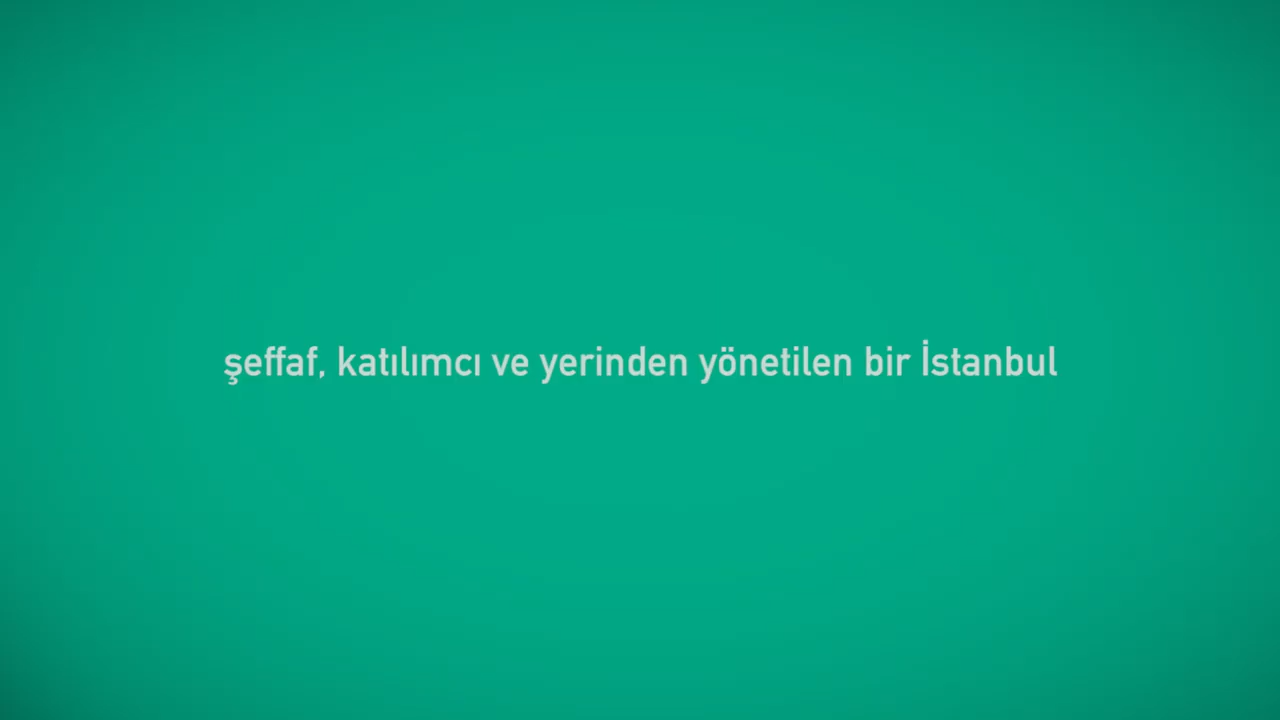 şeffaf, katılımcı ve yerinden yönetilen bir İstanbul